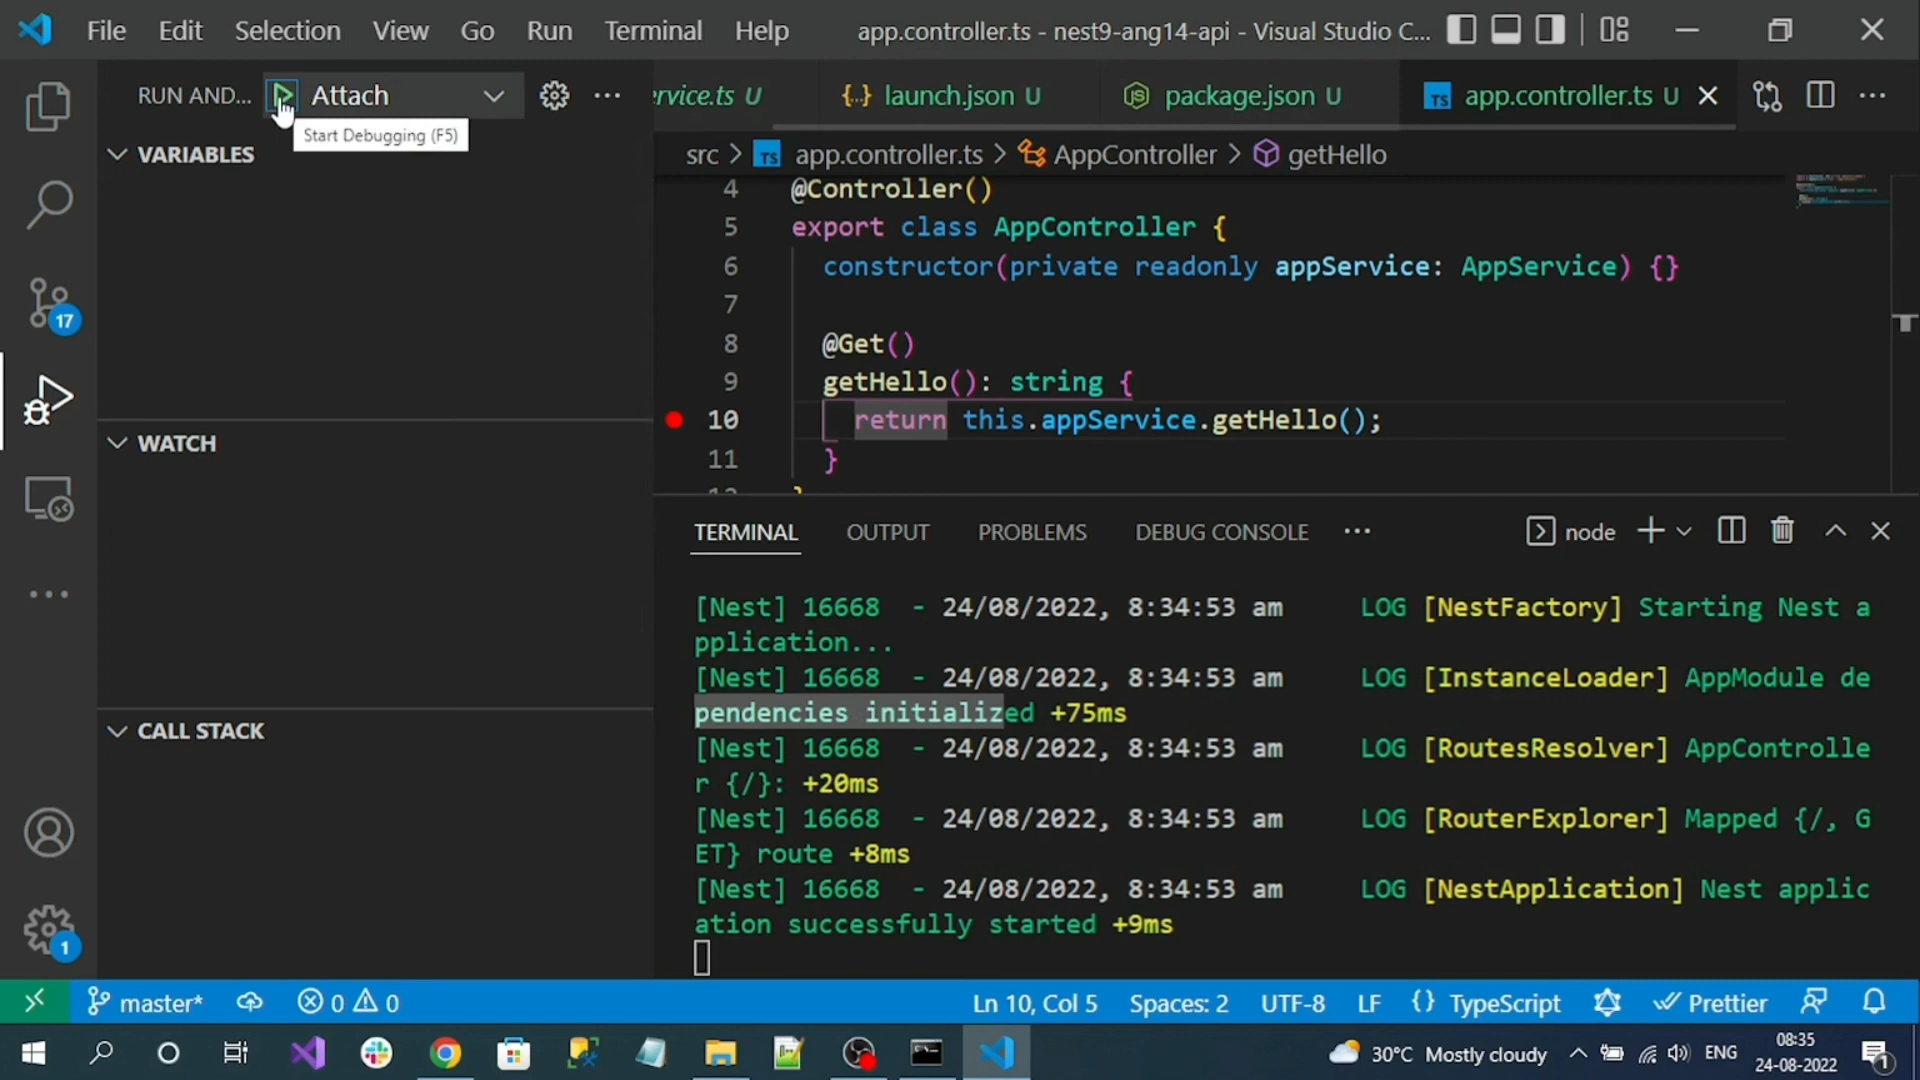 File Edit Selection View Go Run Terminal Help app.controller.ts - nest9-ang14-api - Visual Studio C...
RUN AND... Attach
Start Debugging (F5)
rvice.ts U launch.json U package.json U TS app.controller.ts U
src > TS app.controller.ts > AppController > getHello
VARIABLES
WATCH
CALL STACK
17
1
4 @Controller()
5 export class AppController {
6 constructor(private readonly appService: AppService) {}
7
8 @Get()
9 getHello(): string {
10 return this.appService.getHello();
11 }
TERMINAL OUTPUT PROBLEMS DEBUG CONSOLE ... node
[Nest] 16668 - 24/08/2022, 8:34:53 am LOG [NestFactory] Starting Nest a
pplication...
[Nest] 16668 - 24/08/2022, 8:34:53 am LOG [InstanceLoader] AppModule de
pendencies initialized +75ms
[Nest] 16668 - 24/08/2022, 8:34:53 am LOG [RoutesResolver] AppControlle
r {/}: +20ms
[Nest] 16668 - 24/08/2022, 8:34:53 am LOG [RouterExplorer] Mapped {/, G
ET} route +8ms
[Nest] 16668 - 24/08/2022, 8:34:53 am LOG [NestApplication] Nest applic
ation successfully started +9ms
master* 0 0 Ln 10, Col 5 Spaces: 2 UTF-8 LF {} TypeScript Prettier
30°C Mostly cloudy ENG 08:35
24-08-2022 1